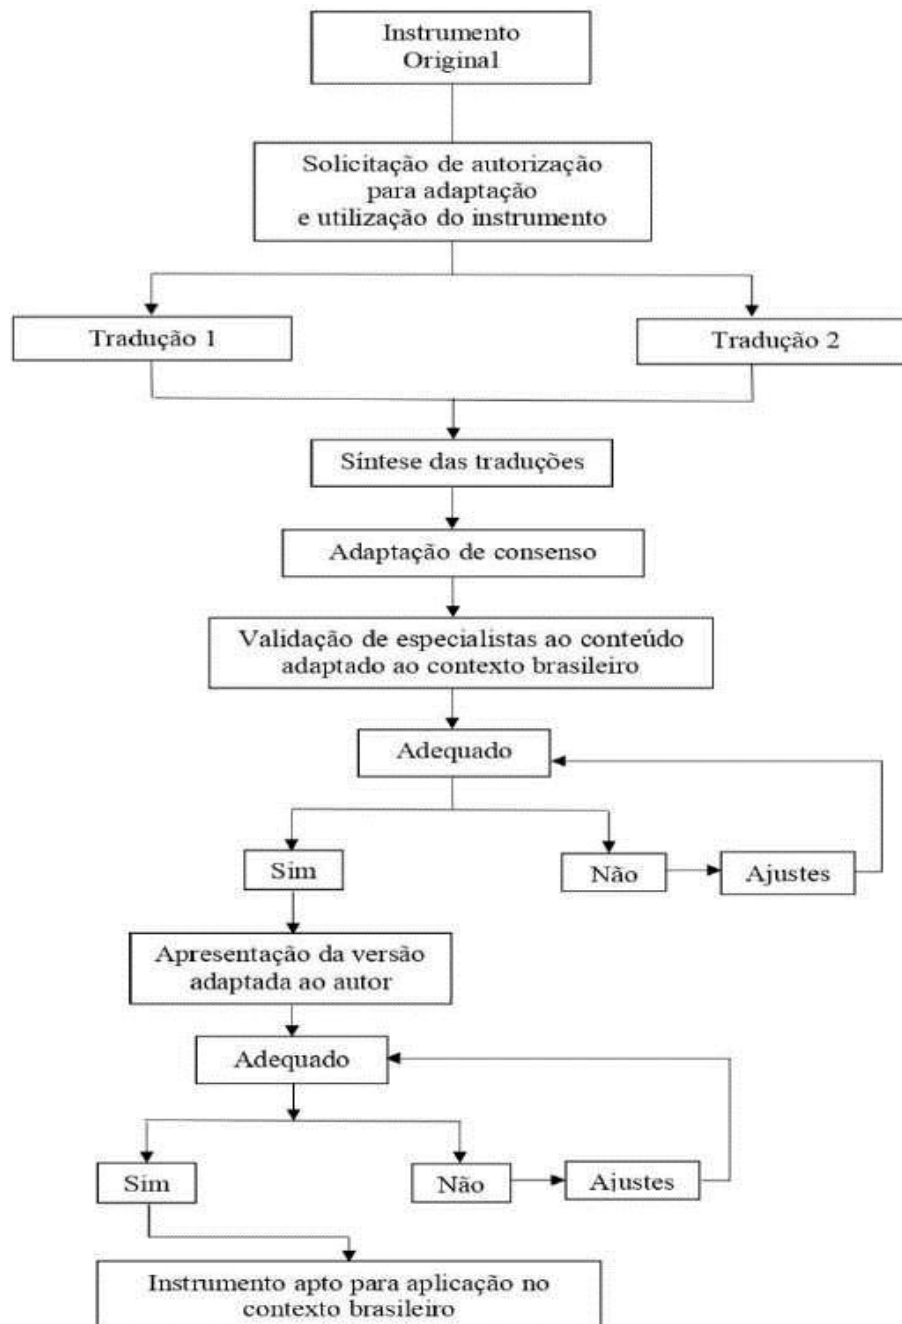 Instrumento
Original
Solicitação de autorização
para adaptação
e utilização do instrumento
Tradução 1
Tradução 2
Síntese das traduções
Adaptação de consenso
Validação de especialistas ao conteúdo
adaptado ao contexto brasileiro
Adequado
Sim
Não
Ajustes
Apresentação da versão
adaptada ao autor
Adequado
Sim
Não
Ajustes
Instrumento apto para aplicação no
contexto brasileiro